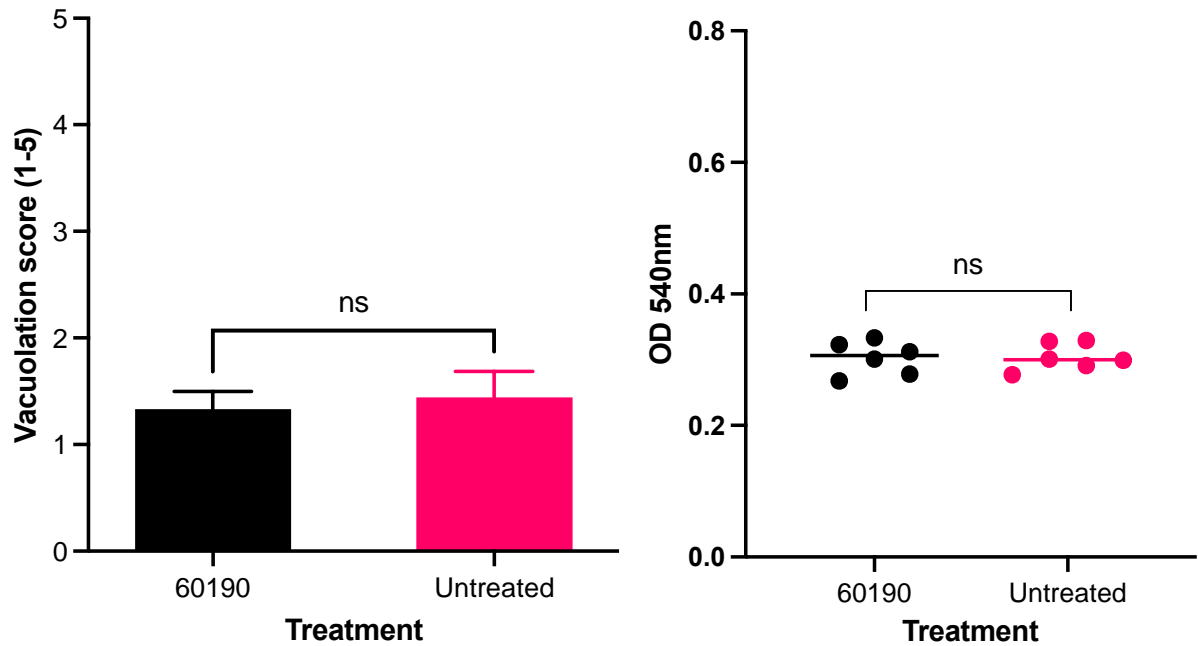 Vacuolation score (1-5)
5
4
3
2
1
0
ns
60190
Untreated
Treatment
OD 540nm
0.8
0.6
0.4
0.2
0.0
ns
60190
Untreated
Treatment